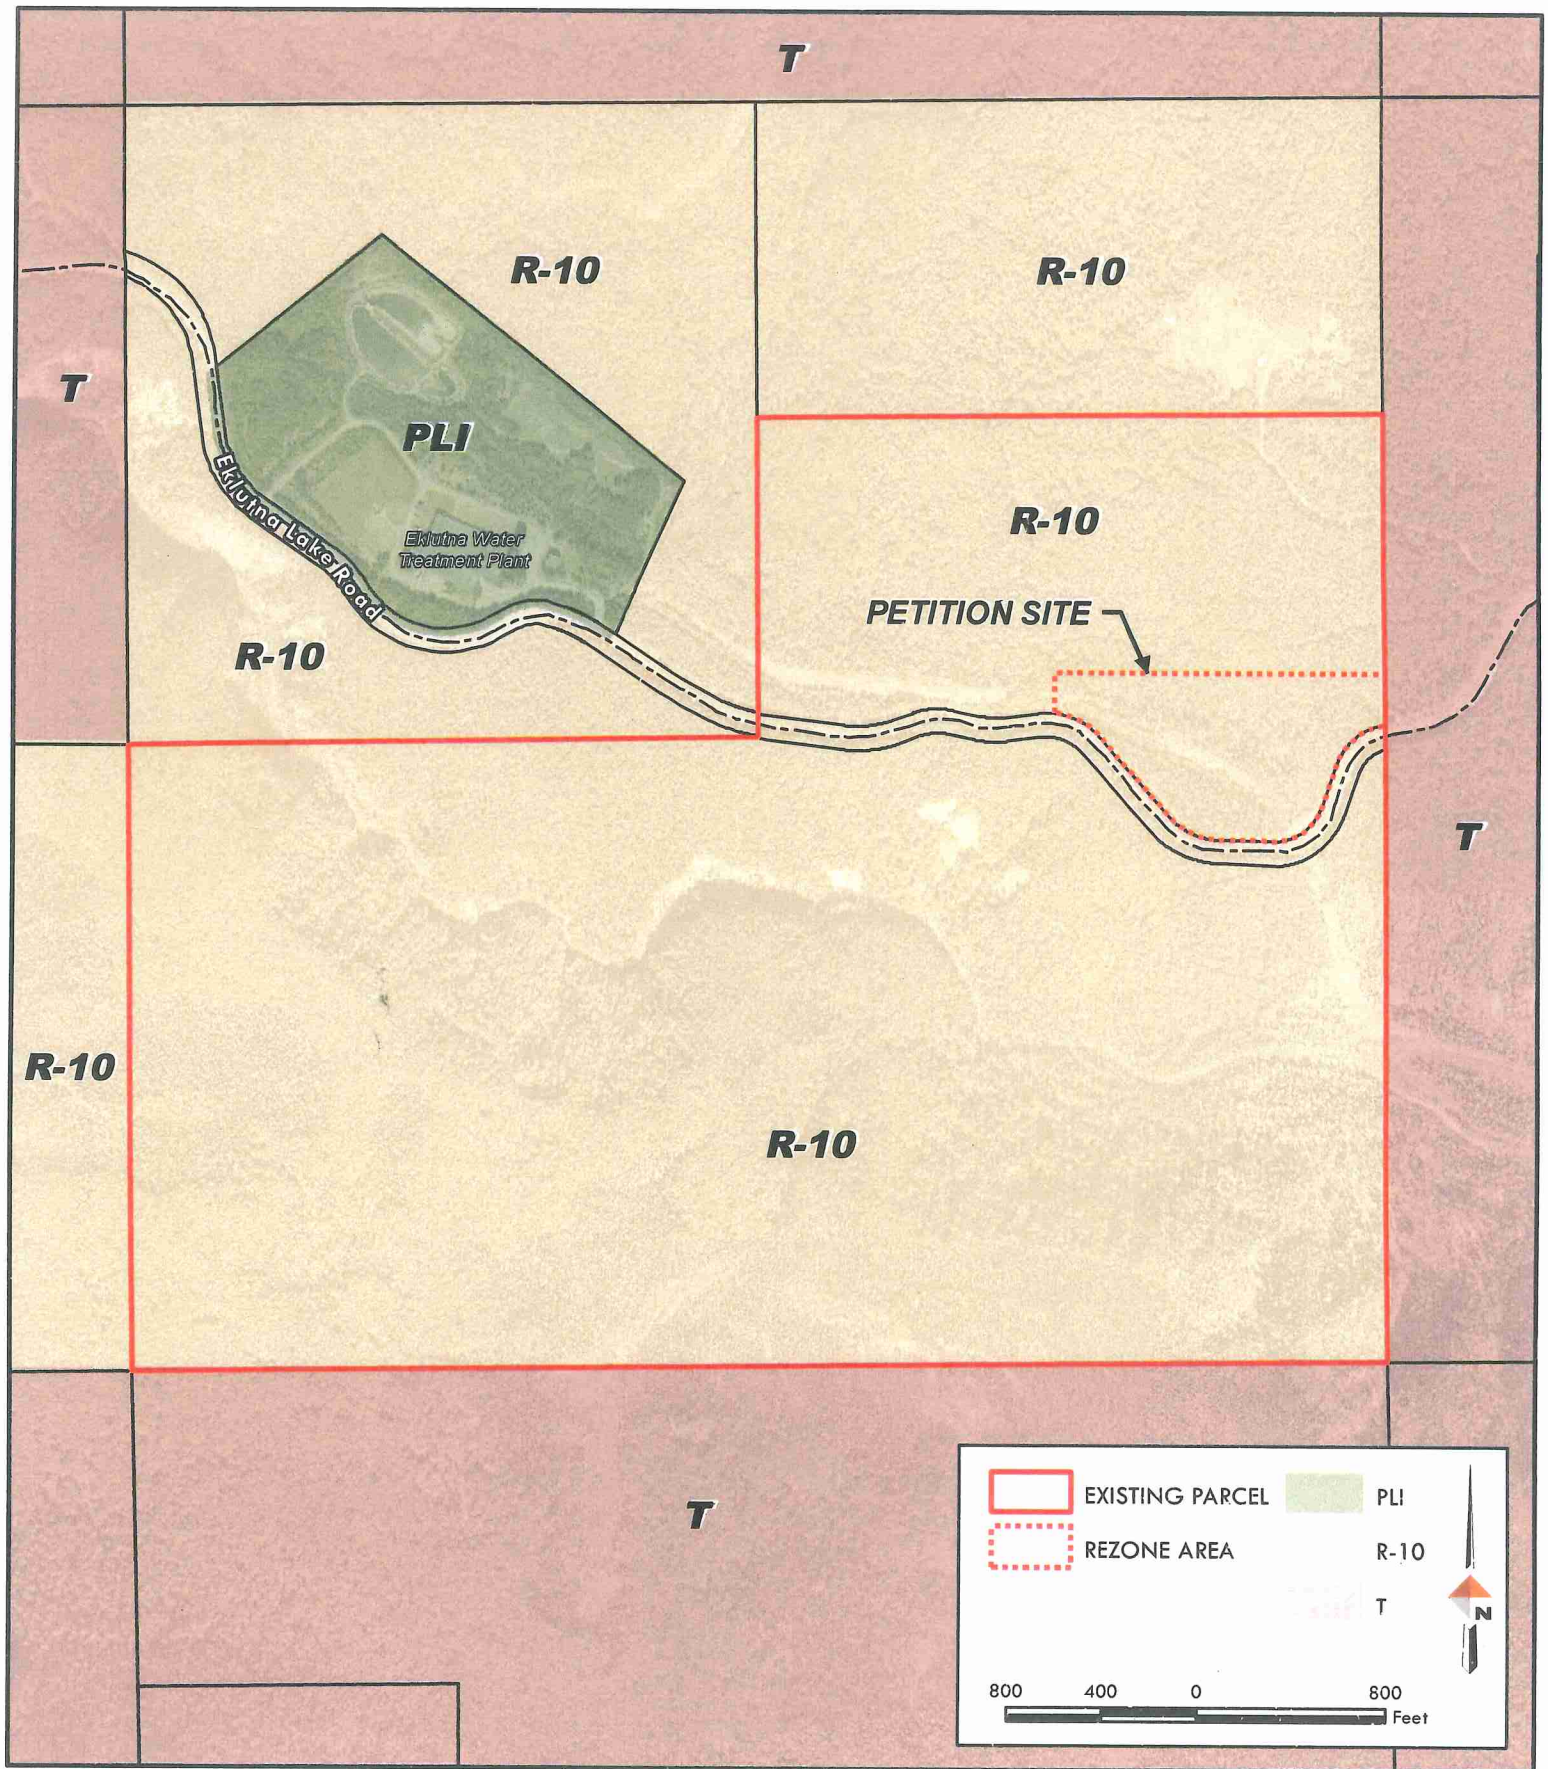 T
R-10
R-10
T
PLI
Eklutna Lake Road
R-10
Eklutna Water
Treatment Plant
PETITION SITE
R-10
T
R-10
R-10
T
EXISTING PARCEL
PLI
REZONE AREA
R-10
T
N
800 400 0 800
Feet